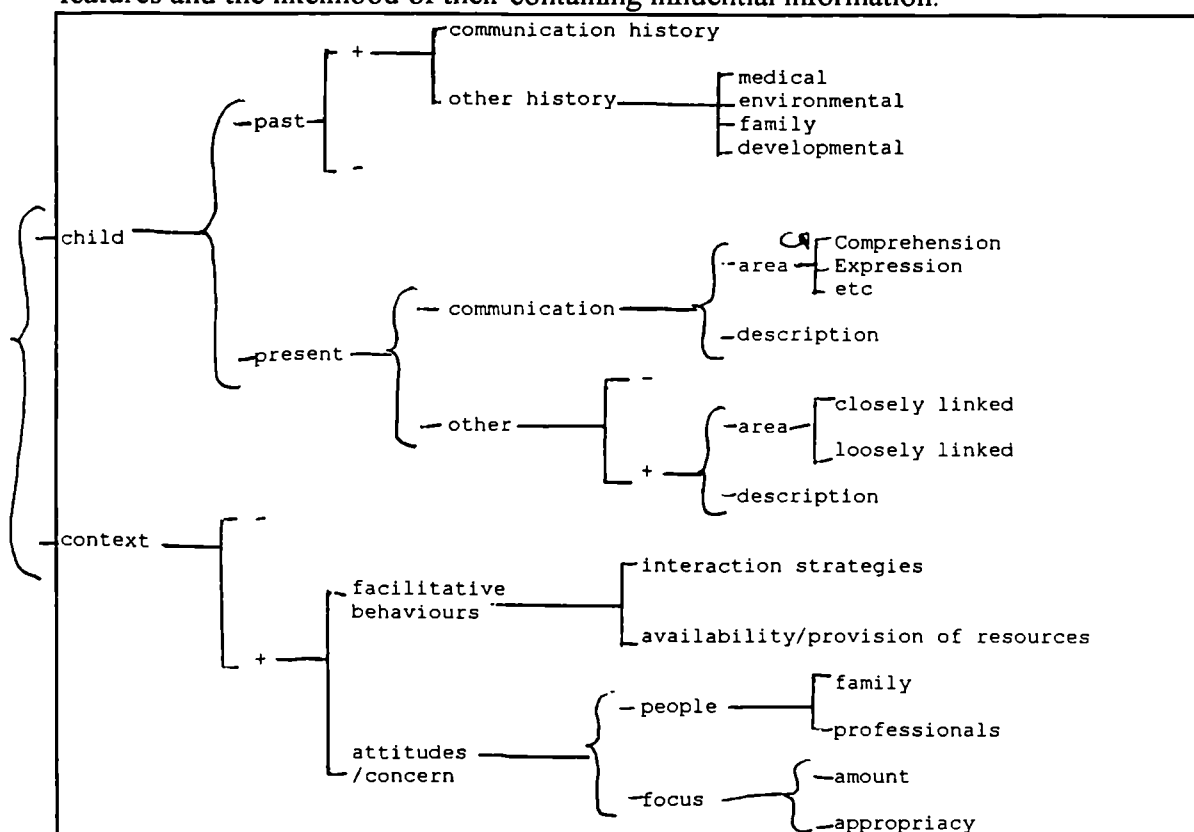 features and the likelihood of their containing influential information.
communication history
+
other history
medical
environmental
family
developmental
past
-
child
Comprehension
area
Expression
etc
communication
description
present
-
closely linked
other
area
loosely linked
+
description
-
context
interaction strategies
facilitative
behaviours
availability/provision of resources
+
family
people
professionals
attitudes
/concern
amount
focus
appropriacy